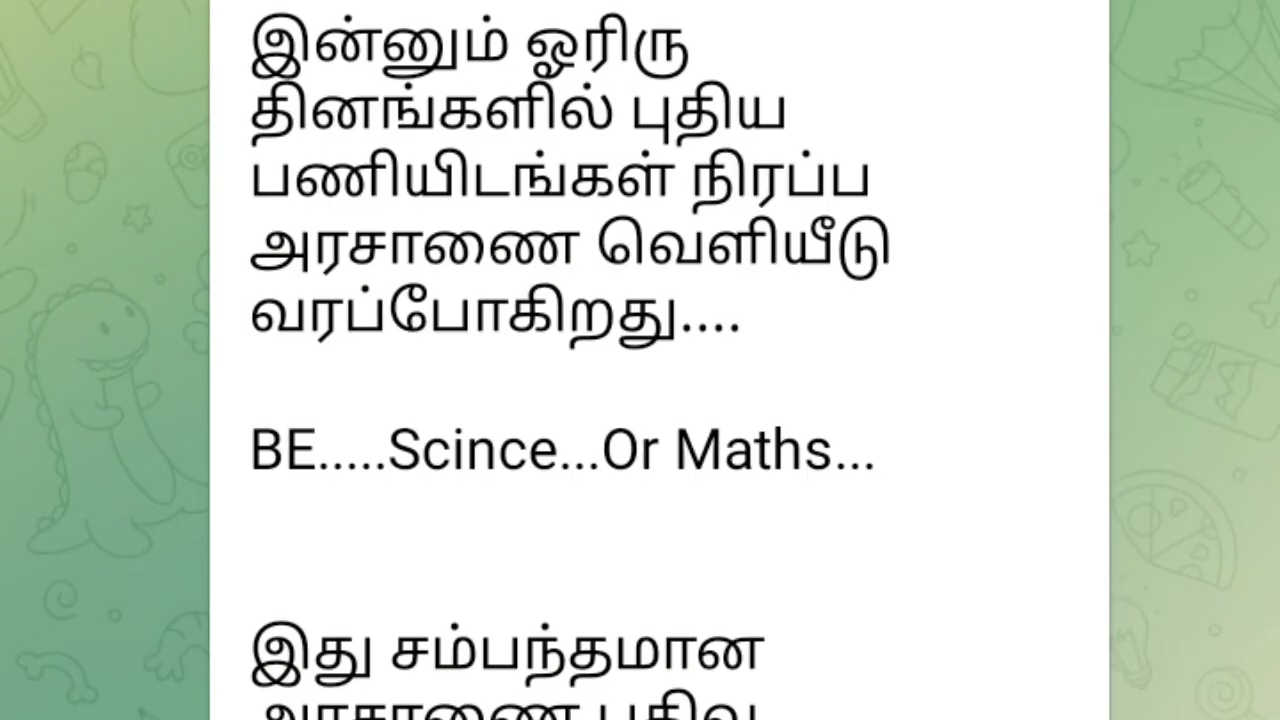 இன்னும் ஓரிரு
தினங்களில் புதிய
பணியிடங்கள் நிரப்ப
அரசாணை வெளியீடு
வரப்போகிறது....
BE.....Scince...Or Maths...
இது சம்பந்தமான
அரசாணை